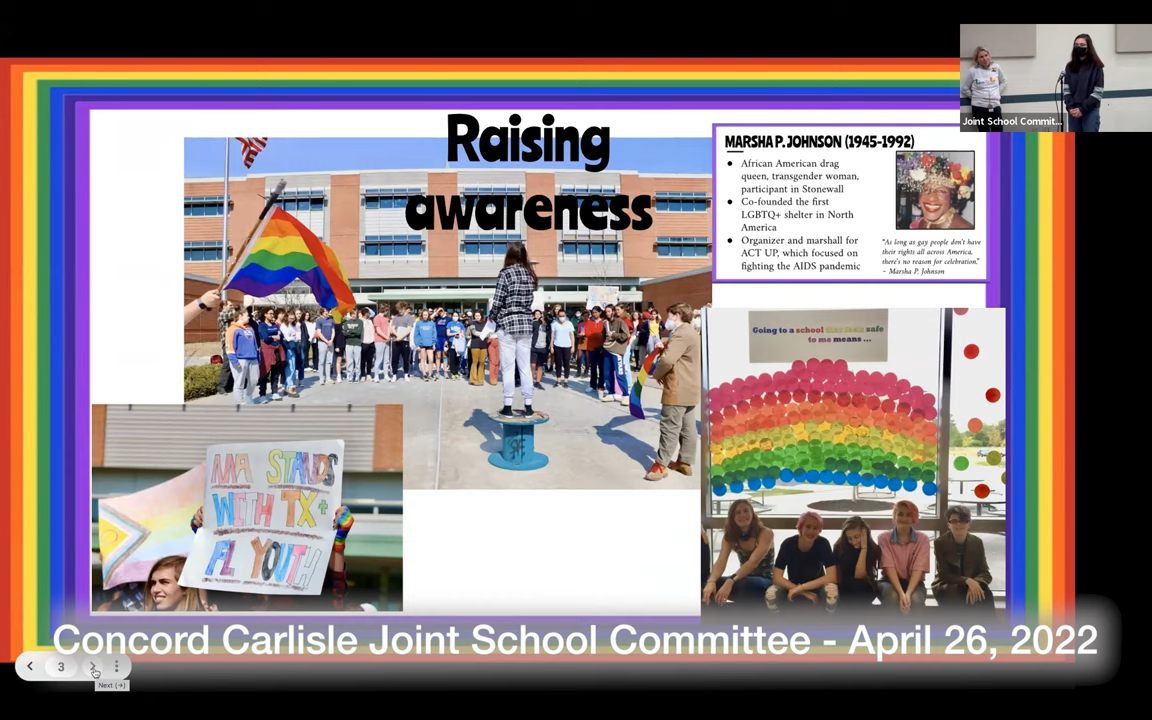 Joint School Commit...
Raising
awareness
MARSHA P. JOHNSON (1945-1992)
● African American drag
queen, transgender woman,
participant in Stonewall
● Co-founded the first
LGBTQ+ shelter in North
America
● Organizer and marshall for
ACT UP, which focused on
fighting the AIDS pandemic
"As long as gay people don't have
their rights all across America,
there's no reason for celebration."
~ Marsha P. Johnson
Going to a school that feels safe
to me means ...
MA STANDS
WITH TX+
FL YOUTH
Concord Carlisle Joint School Committee - April 26, 2022
3
Next (→)